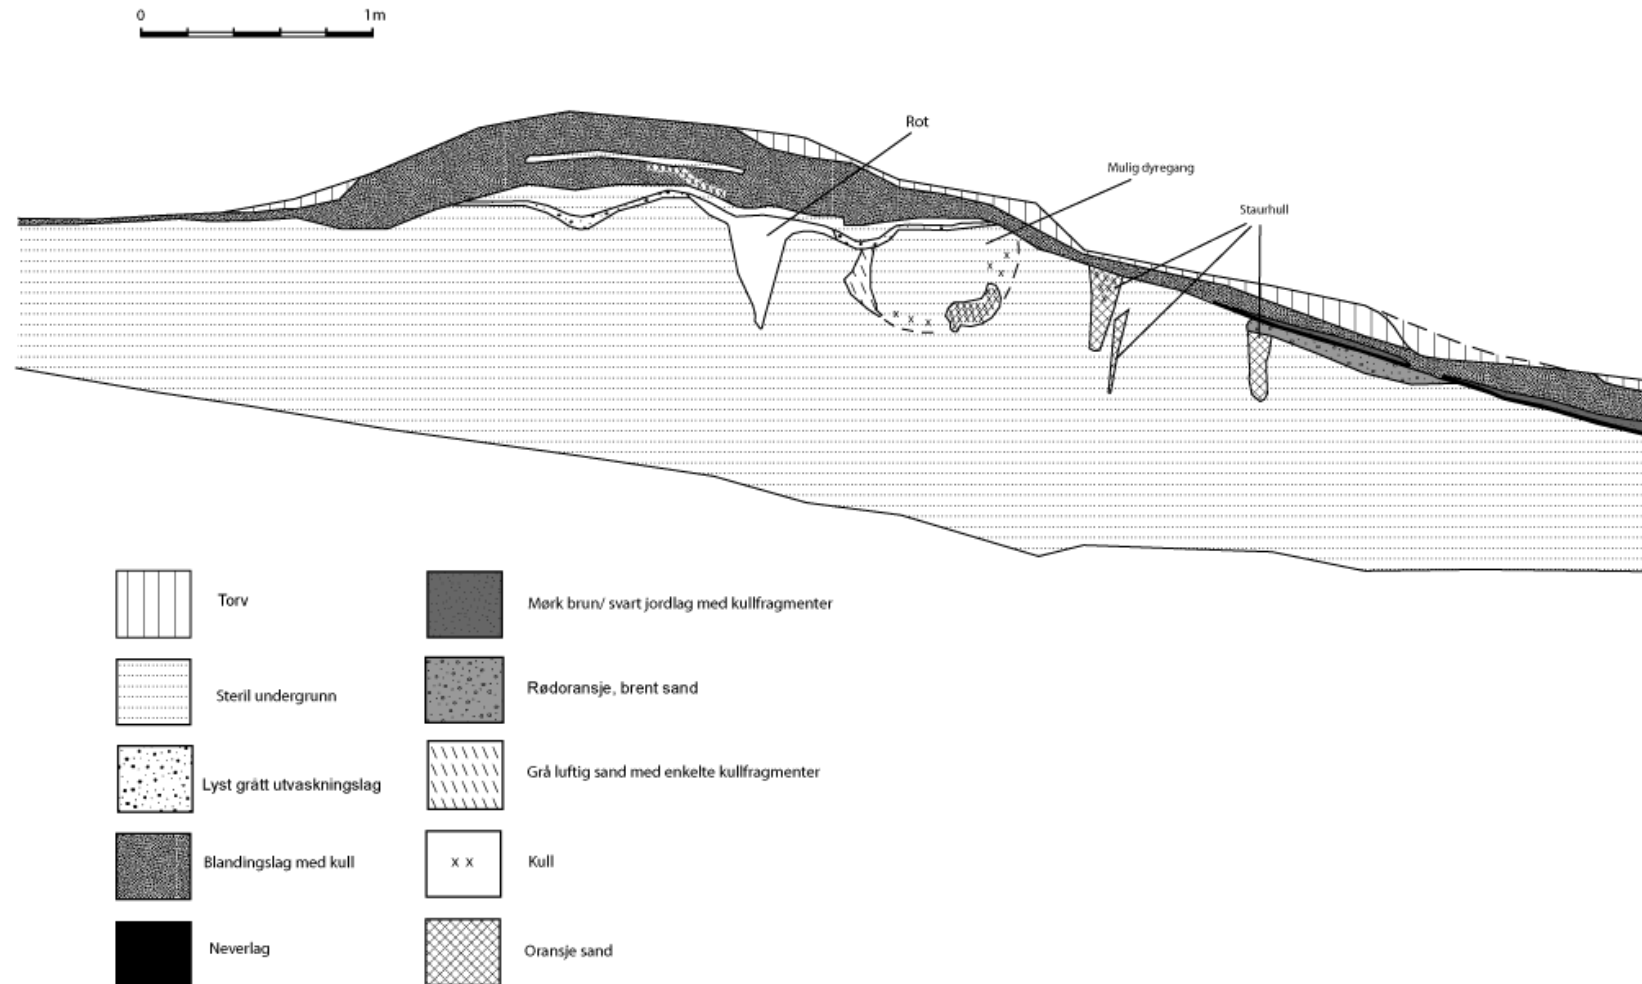 0 1m
Rot
Mulig dyregang
Staurhull
Torv
Mørk brun/ svart jordlag med kullfragmenter
Steril undergrunn
Rødoransje, brent sand
Lyst grått utvaskningslag
Grå luftig sand med enkelte kullfragmenter
Blandingslag med kull
x x
Kull
Neverlag
Oransje sand